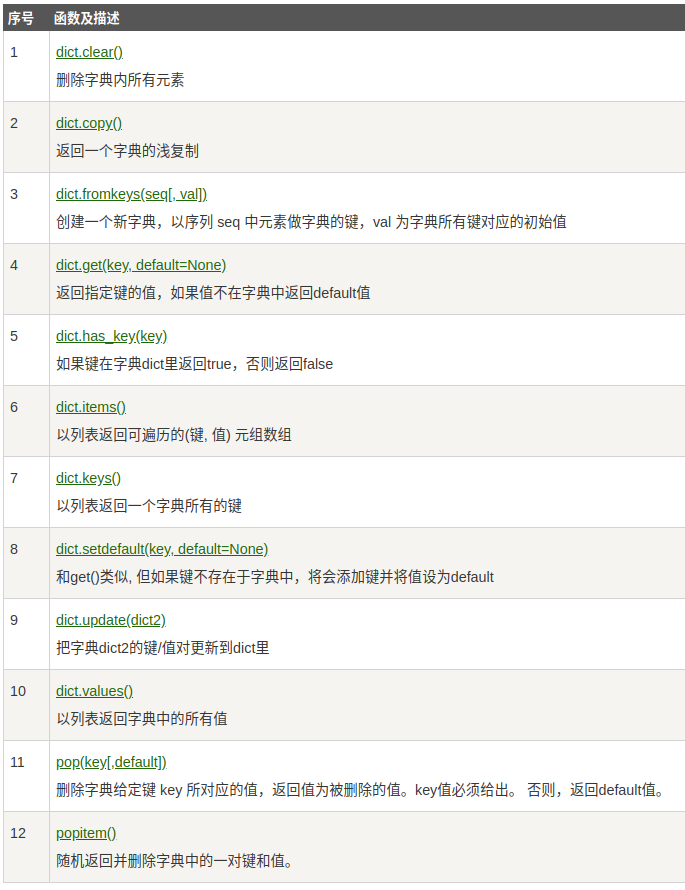 序号 函数及描述
1 dict.clear()
删除字典内所有元素
2 dict.copy()
返回一个字典的浅复制
3 dict.fromkeys(seq[, val])
创建一个新字典，以序列 seq 中元素做字典的键，val 为字典所有键对应的初始值
4 dict.get(key, default=None)
返回指定键的值，如果值不在字典中返回default值
5 dict.has_key(key)
如果键在字典dict里返回true，否则返回false
6 dict.items()
以列表返回可遍历的(键, 值) 元组数组
7 dict.keys()
以列表返回一个字典所有的键
8 dict.setdefault(key, default=None)
和get()类似, 但如果键不存在于字典中，将会添加键并将值设为default
9 dict.update(dict2)
把字典dict2的键/值对更新到dict里
10 dict.values()
以列表返回字典中的所有值
11 pop(key[,default])
删除字典给定键 key 所对应的值，返回值为被删除的值。key值必须给出。 否则，返回default值。
12 popitem()
随机返回并删除字典中的一对键和值。